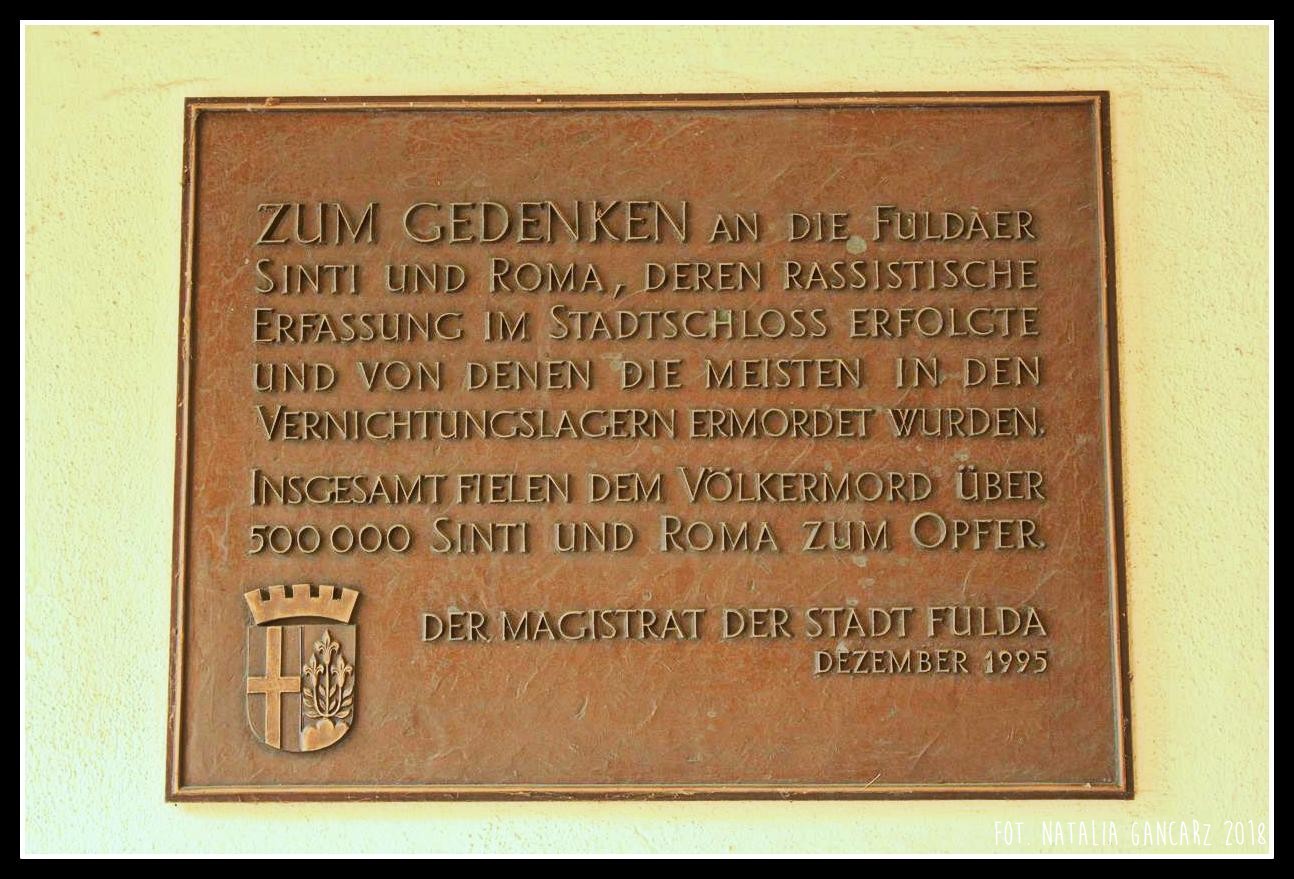 ZUM GEDENKEN AN DIE FULDAER
SINTI UND ROMA, DEREN RASSISTISCHE
ERFASSUNG IM STADTSCHLOSS ERFOLGTE
UND VON DENEN DIE MEISTEN IN DEN
VERNICHTUNGSLAGERN ERMORDET WURDEN.
INSGESAMT FIELEN DEM VÖLKERMORD ÜBER
500 000 SINTI UND ROMA ZUM OPFER.
DER MAGISTRAT DER STADT FULDA
DEZEMBER 1995
FOT. NATALIA GANCARZ 2018